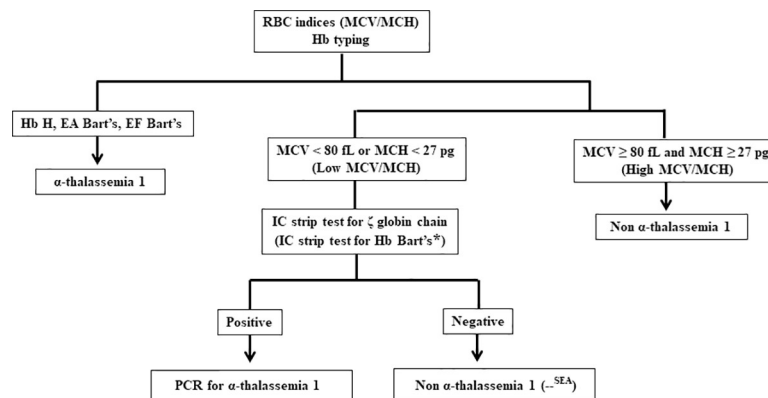 RBC indices (MCV/MCH)
Hb typing
Hb H, EA Bart's, EF Bart's
α-thalassemia 1
MCV < 80 fL or MCH < 27 pg
(Low MCV/MCH)
MCV ≥ 80 fL and MCH ≥ 27 pg
(High MCV/MCH)
IC strip test for ζ globin chain
(IC strip test for Hb Bart's*)
Non α-thalassemia 1
Positive
Negative
PCR for α-thalassemia 1
Non α-thalassemia 1 (--SEA)